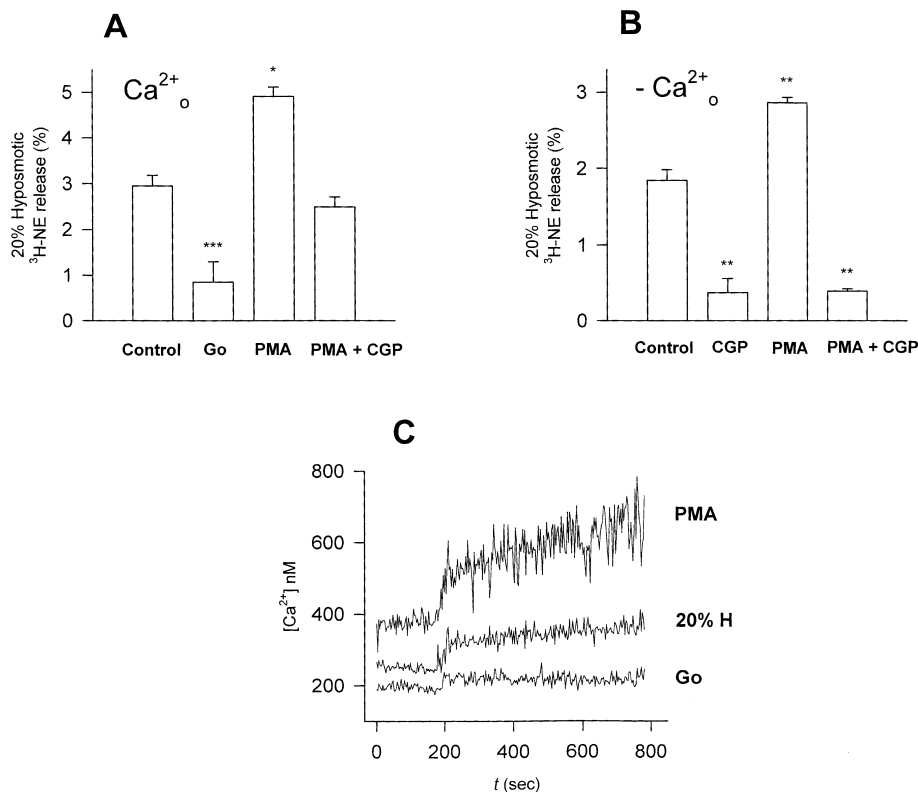 A
Ca2+o
*
5
4
3
2
1
0
20% Hyposmotic
3H-NE release (%)
***
Control Go PMA PMA + CGP
B
- Ca2+o
**
3
2
1
0
20% Hyposmotic
3H-NE release (%)
**
**
Control CGP PMA PMA + CGP
C
800
600
400
200
[Ca2+] nM
PMA
20% H
Go
0 200 400 600 800
t (sec)